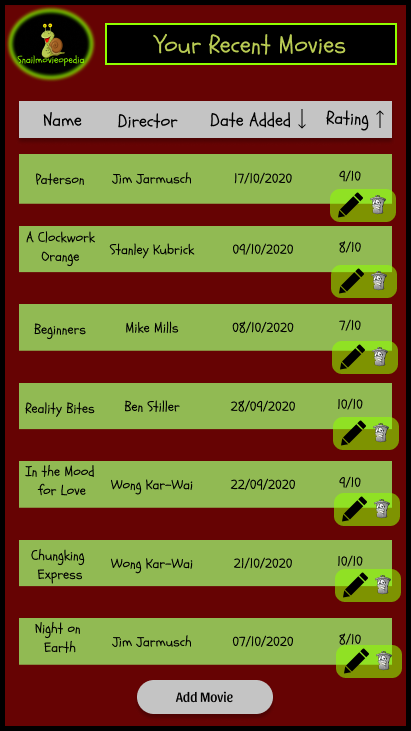 Snailmovieopedia
Your Recent Movies
Name Director Date Added ↓ Rating ↑
Paterson Jim Jarmusch 17/10/2020 9/10
A Clockwork
Orange Stanley Kubrick 09/10/2020 8/10
Beginners Mike Mills 08/10/2020 7/10
Reality Bites Ben Stiller 28/09/2020 10/10
In the Mood
for Love Wong Kar-Wai 22/09/2020 9/10
Chungking
Express Wong Kar-Wai 21/10/2020 10/10
Night on
Earth Jim Jarmusch 07/10/2020 8/10
Add Movie